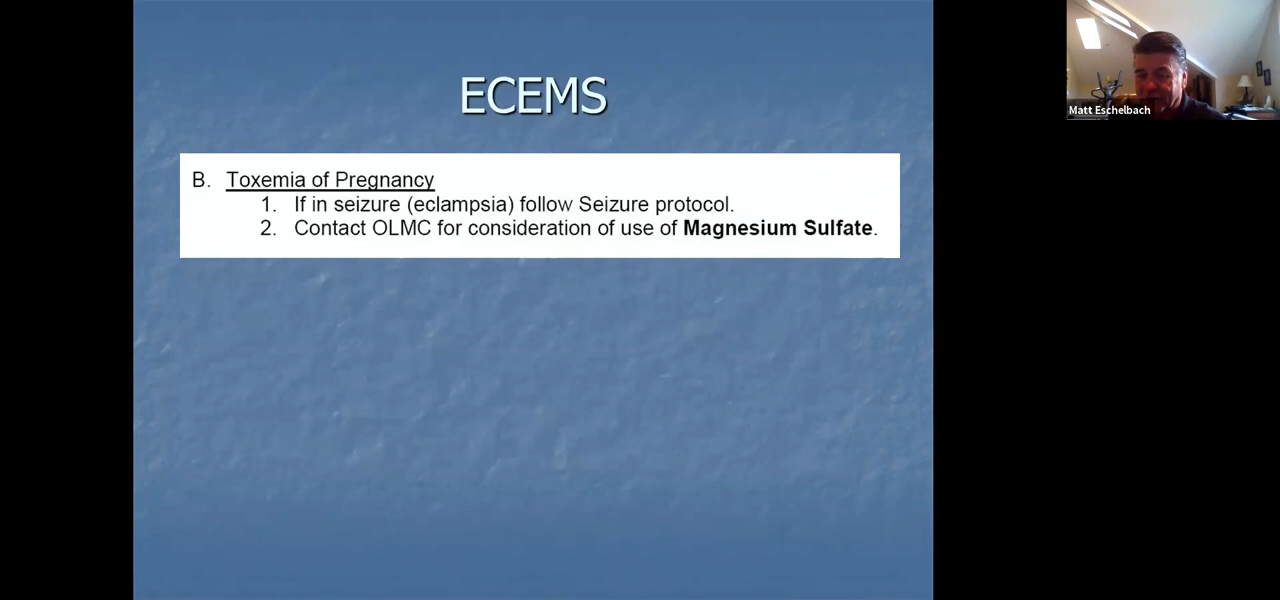 ECEMS
B. Toxemia of Pregnancy
1. If in seizure (eclampsia) follow Seizure protocol.
2. Contact OLMC for consideration of use of Magnesium Sulfate.
Matt Eschelbach